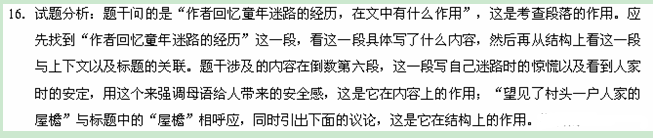 16. 试题分析：题干问的是“作者回忆童年迷路的经历，在文中有什么作用”，这是考查段落的作用。应
先找到“作者回忆童年迷路的经历”这一段，看这一段具体写了什么内容，然后再从结构上看这一段
与上下文以及标题的关联。题干涉及的内容在倒数第六段，这一段写自己迷路时的惊慌以及看到人家
时的安定，用这个来强调母语给人带来的安全感，这是它在内容上的作用；“望见了村头一户人家的
屋檐”与标题中的“屋檐”相呼应，同时引出下面的议论，这是它在结构上的作用。